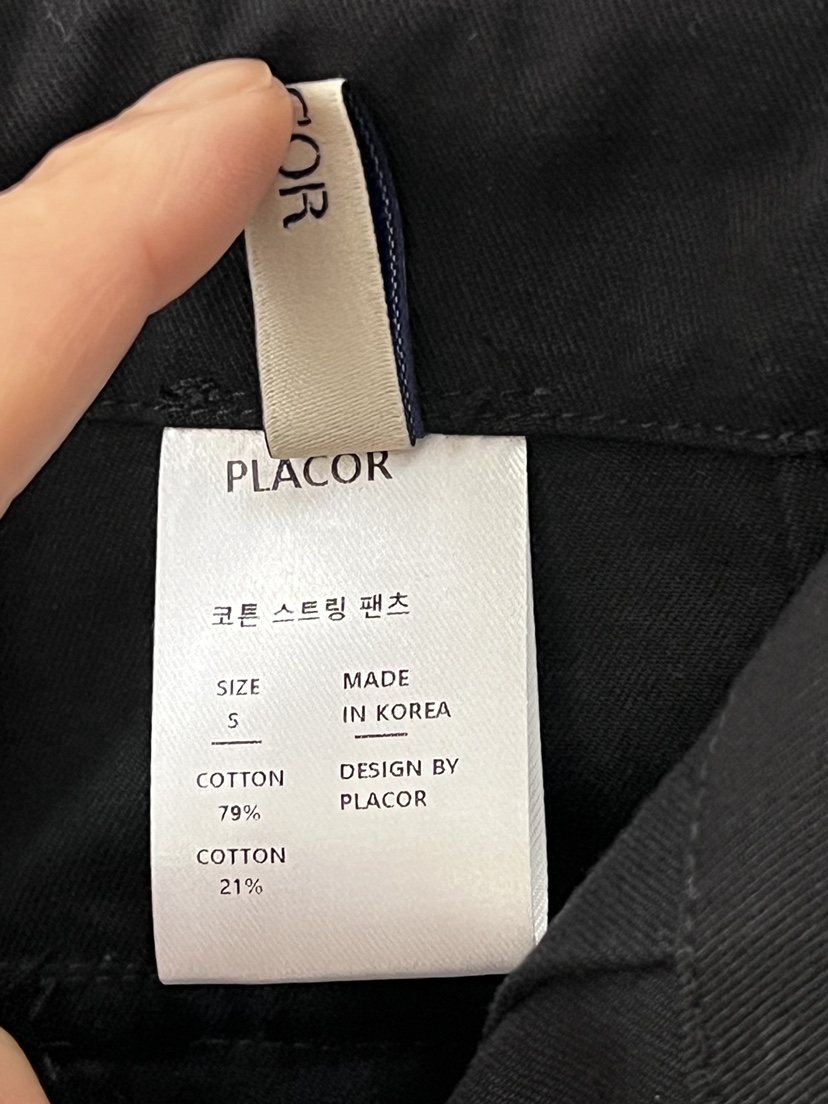 COR
PLACOR
코튼 스트링 팬츠
SIZE
S
COTTON
79%
COTTON
21%
MADE
IN KOREA
DESIGN BY
PLACOR